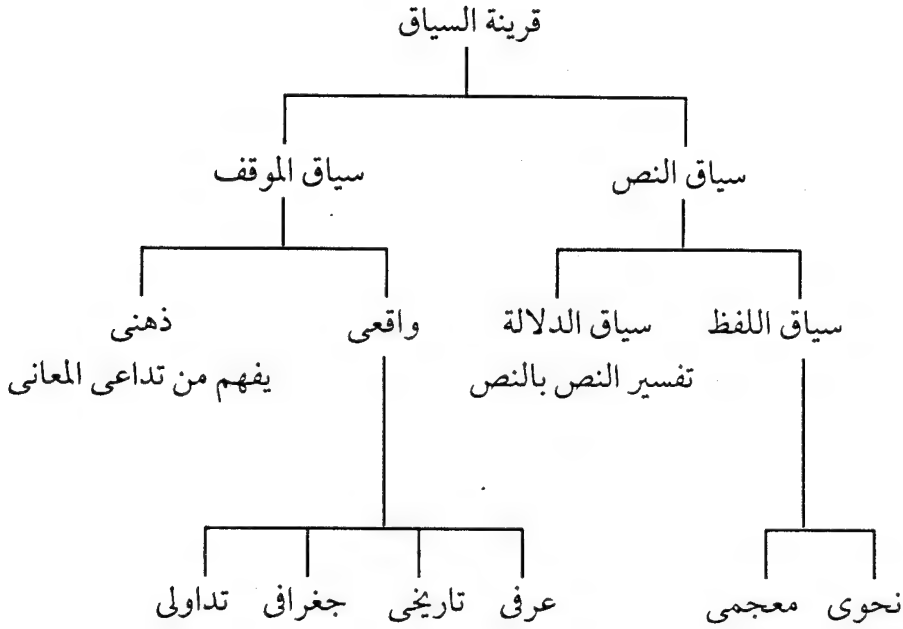 قرينة السياق
سياق النص
سياق الموقف
سياق اللفظ
سياق الدلالة
تفسير النص بالنص
واقعى
ذهنى
يفهم من تداعى المعانى
نحوى
معجمى
عرفى
تاريخى
جغرافى
تداولى